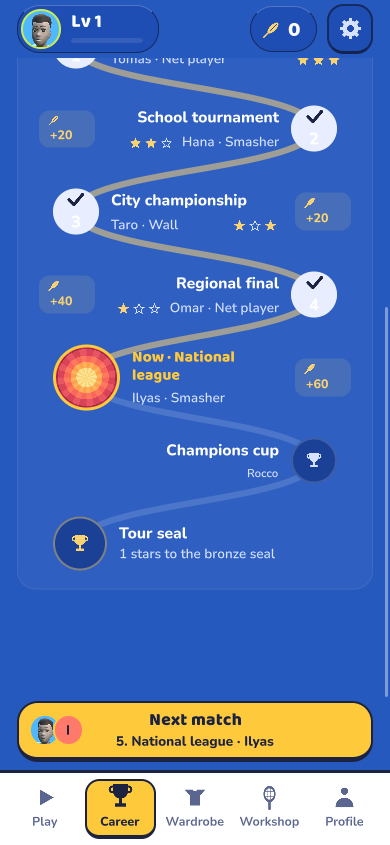 Lv 1
0
Tomas · Net player
School tournament
+20
Hana · Smasher
2
City championship
3
Taro · Wall
+20
Regional final
+40
Omar · Net player
4
Now · National
league
+60
Ilyas · Smasher
Champions cup
Rocco
Tour seal
1 stars to the bronze seal
I
Next match
5. National league · Ilyas
Play
Career
Wardrobe
Workshop
Profile